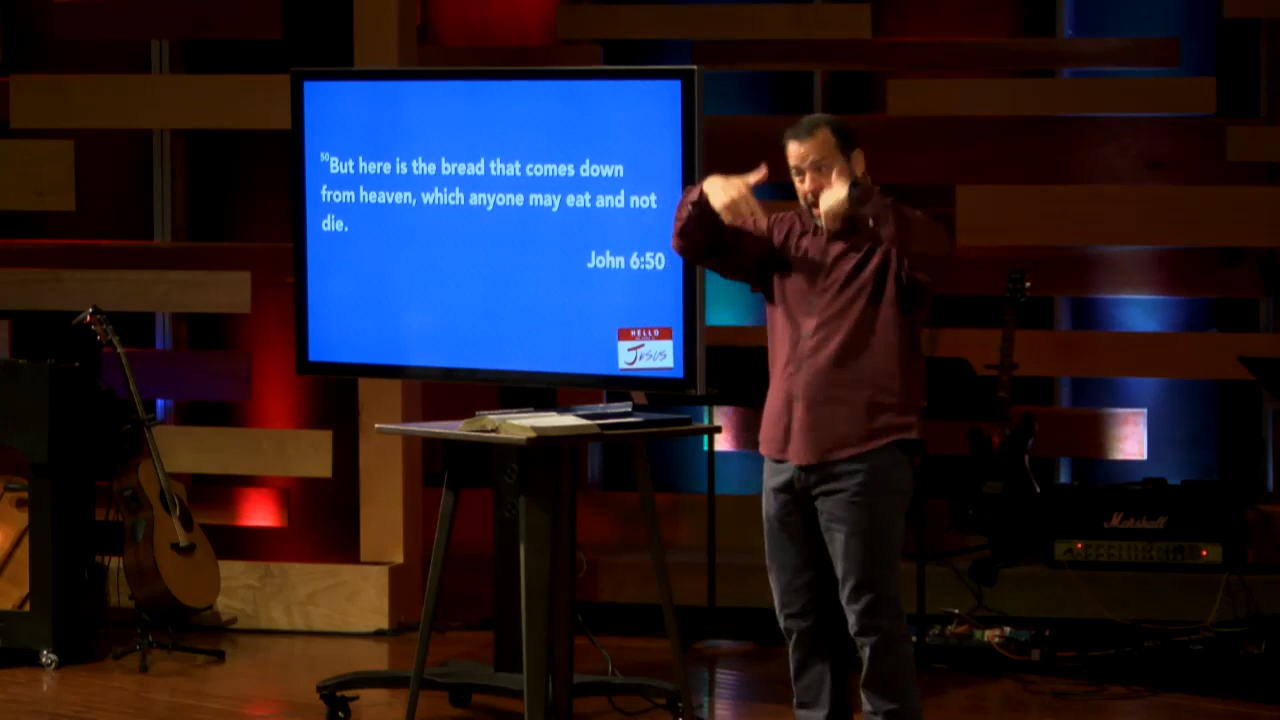 50But here is the bread that comes down
from heaven, which anyone may eat and not
die.
John 6:50
HELLO
Jesus
Marshall